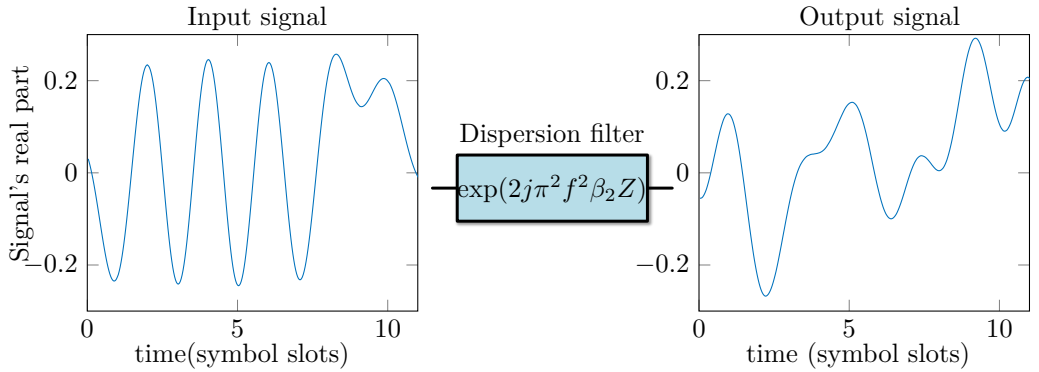 Input signal
Signal's real part
0.2
0
−0.2
0
5
10
time(symbol slots)
Dispersion filter
exp(2jπ²f²β₂Z)
Output signal
0.2
0
−0.2
0
5
10
time (symbol slots)